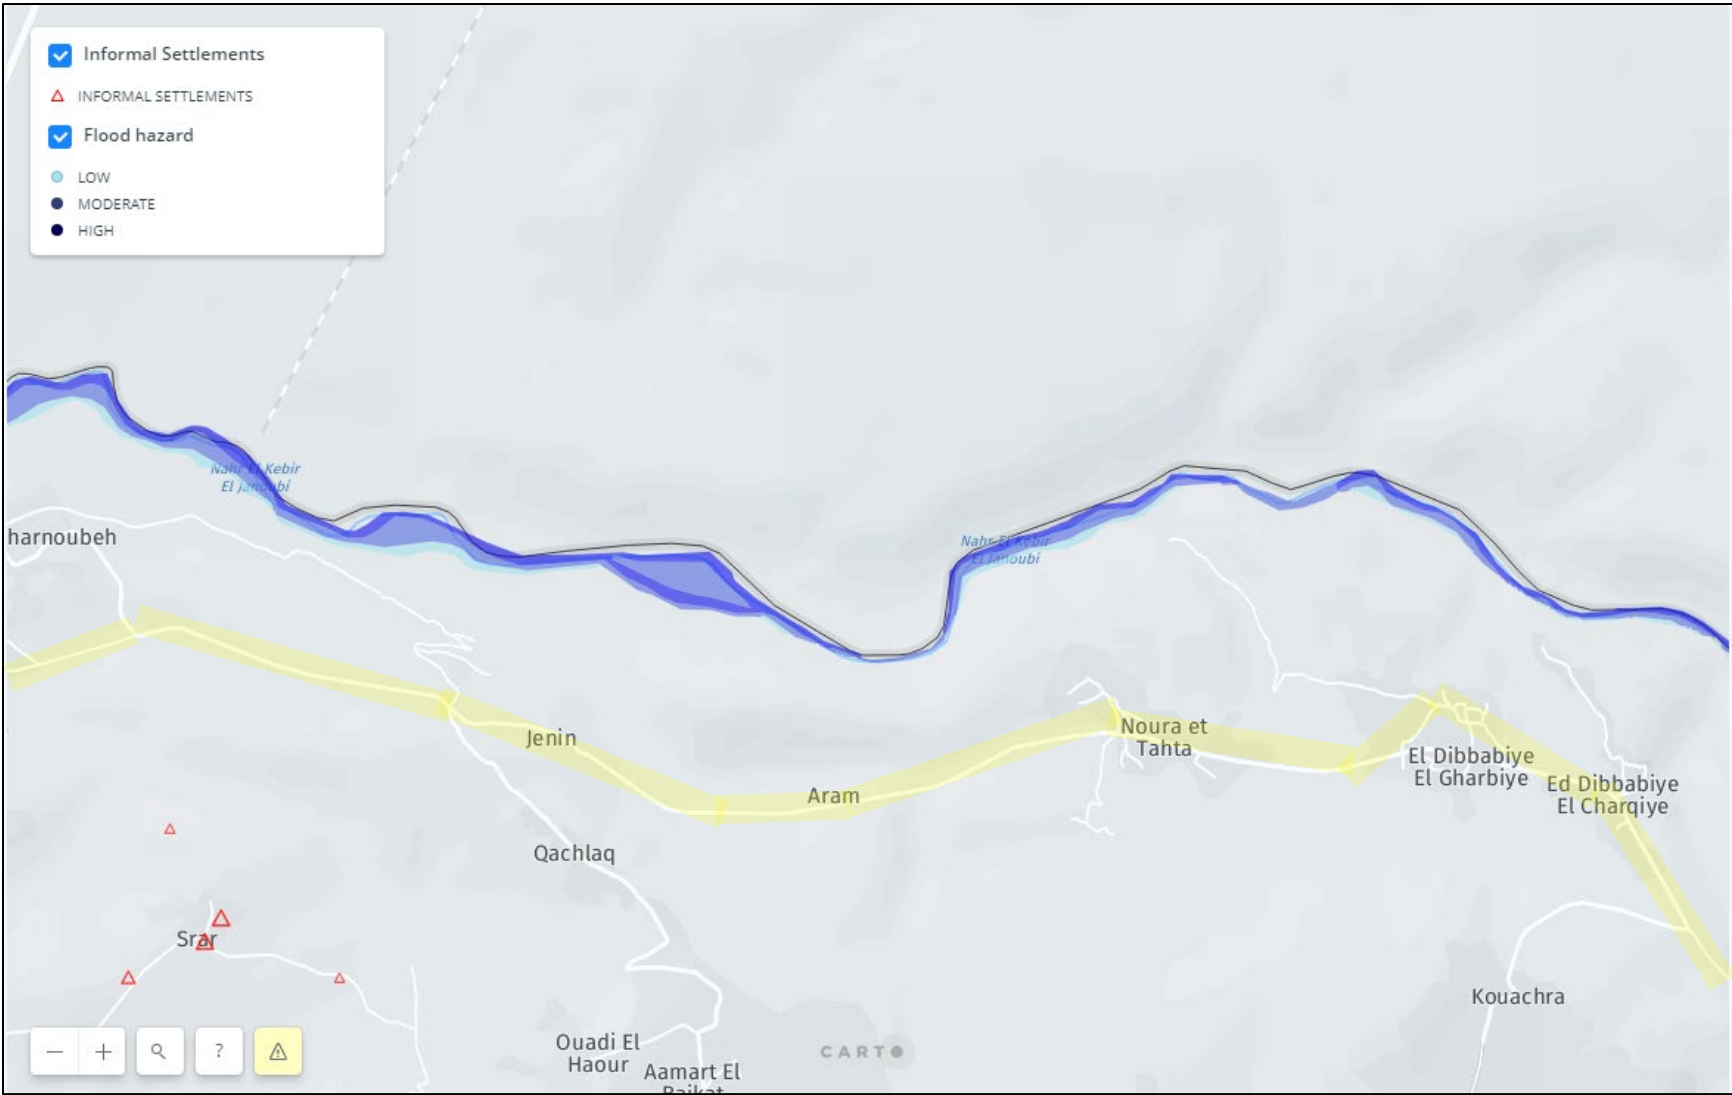 Informal Settlements
INFORMAL SETTLEMENTS
Flood hazard
LOW
MODERATE
HIGH
Nahr El Kebir
El Janoubi
Nahr El Kebir
El Janoubi
harnoubeh
Jenin
Noura et
Tahta
El Dibbabiye
El Gharbiye
Ed Dibbabiye
El Charqiye
Aram
Qachlaq
Srar
Kouachra
Ouadi El
Haour
Aamart El
CARTO
?